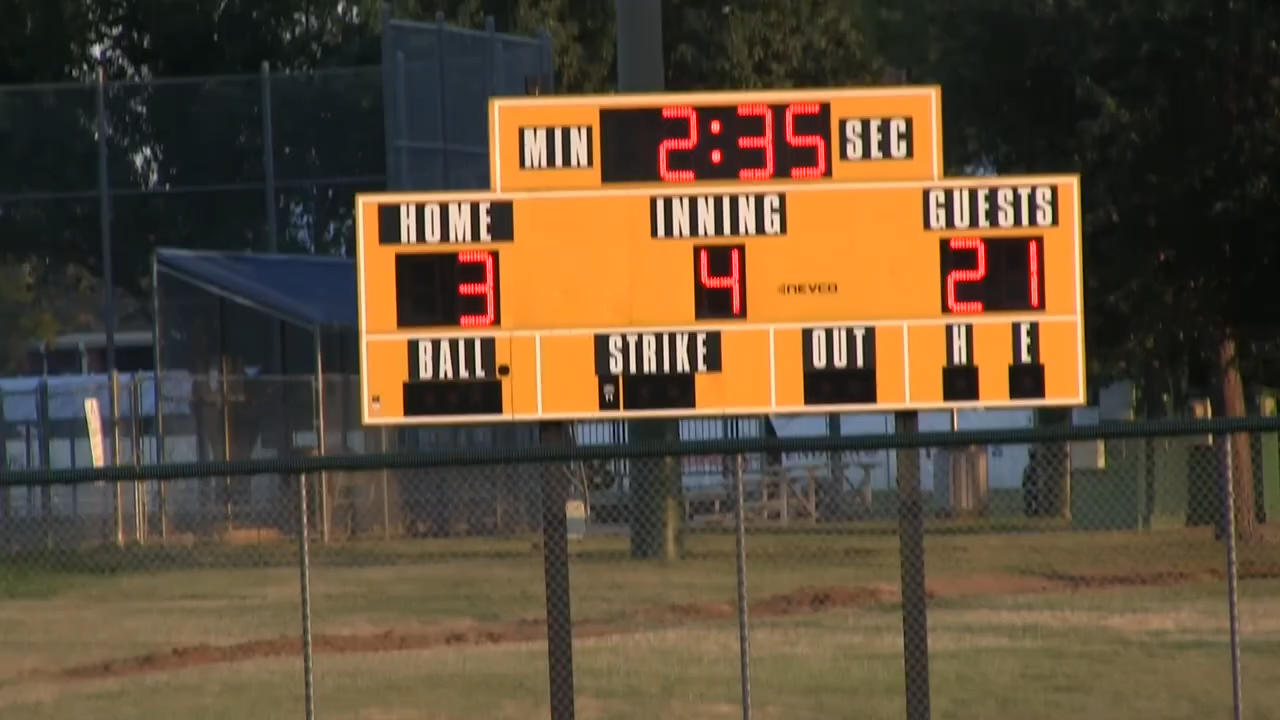 MIN 2:35 SEC
HOME INNING GUESTS
3 4 21
NEVCO
BALL STRIKE OUT H E